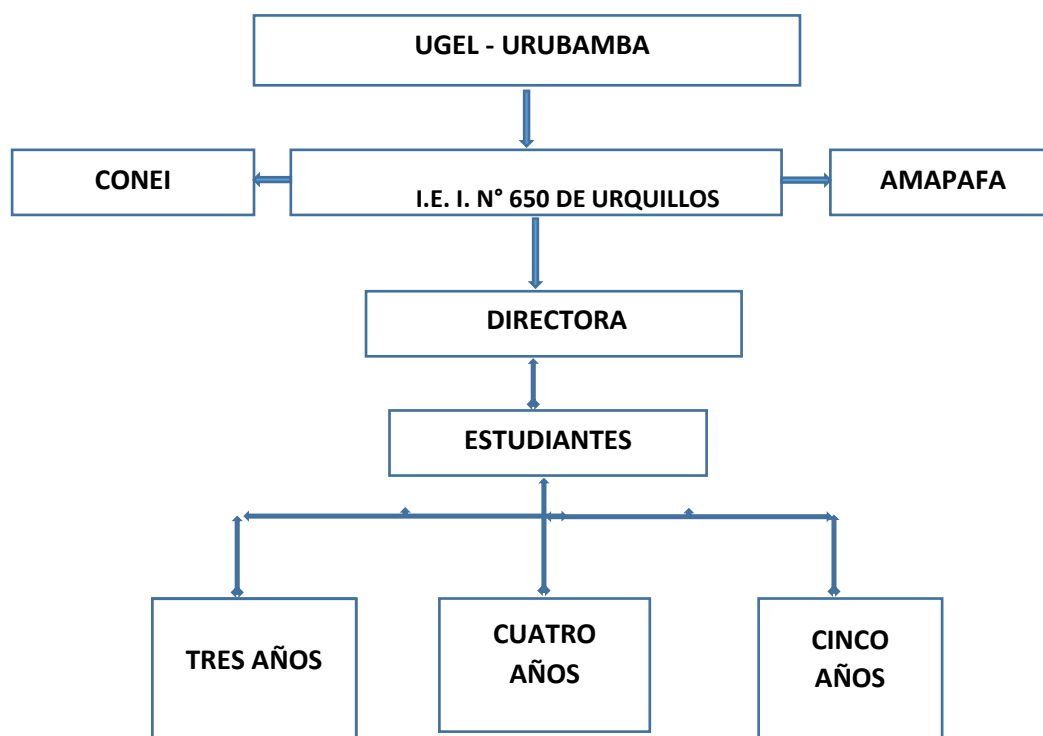 UGEL - URUBAMBA
CONEI
I.E. I. N° 650 DE URQUILLOS
AMAPAFA
DIRECTORA
ESTUDIANTES
TRES AÑOS
CUATRO
AÑOS
CINCO
AÑOS